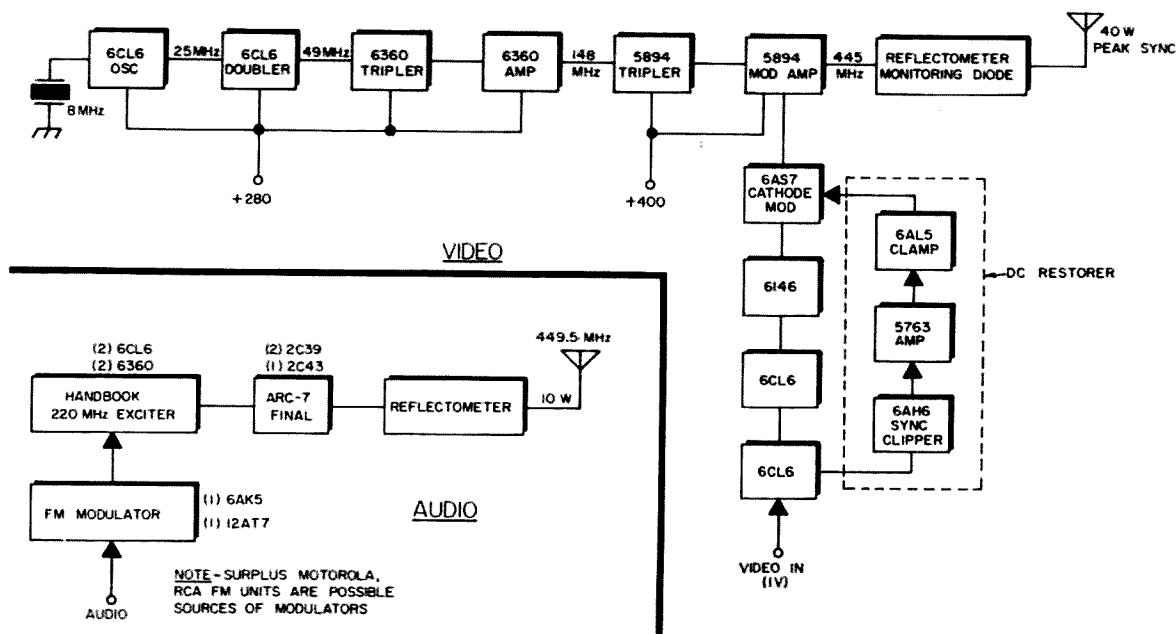 6CL6
OSC
25 MHz
6CL6
DOUBLER
49 MHz
6360
TRIPLER
6360
AMP
148
MHz
5894
TRIPLER
5894
MOD AMP
445
MHz
REFLECTOMETER
MONITORING DIODE
40 W
PEAK SYNC
8 MHz
+280
+400
6AS7
CATHODE
MOD
6AL5
CLAMP
DC RESTORER
6146
5763
AMP
6CL6
6AH6
SYNC
CLIPPER
6CL6
VIDEO IN
(1V)
VIDEO
449.5 MHz
(2) 6CL6
(2) 6360
(2) 2C39
(1) 2C43
HANDBOOK
220 MHz EXCITER
ARC-7
FINAL
REFLECTOMETER
10 W
FM MODULATOR
(1) 6AK5
(1) 12AT7
AUDIO
AUDIO
NOTE - SURPLUS MOTOROLA,
RCA FM UNITS ARE POSSIBLE
SOURCES OF MODULATORS